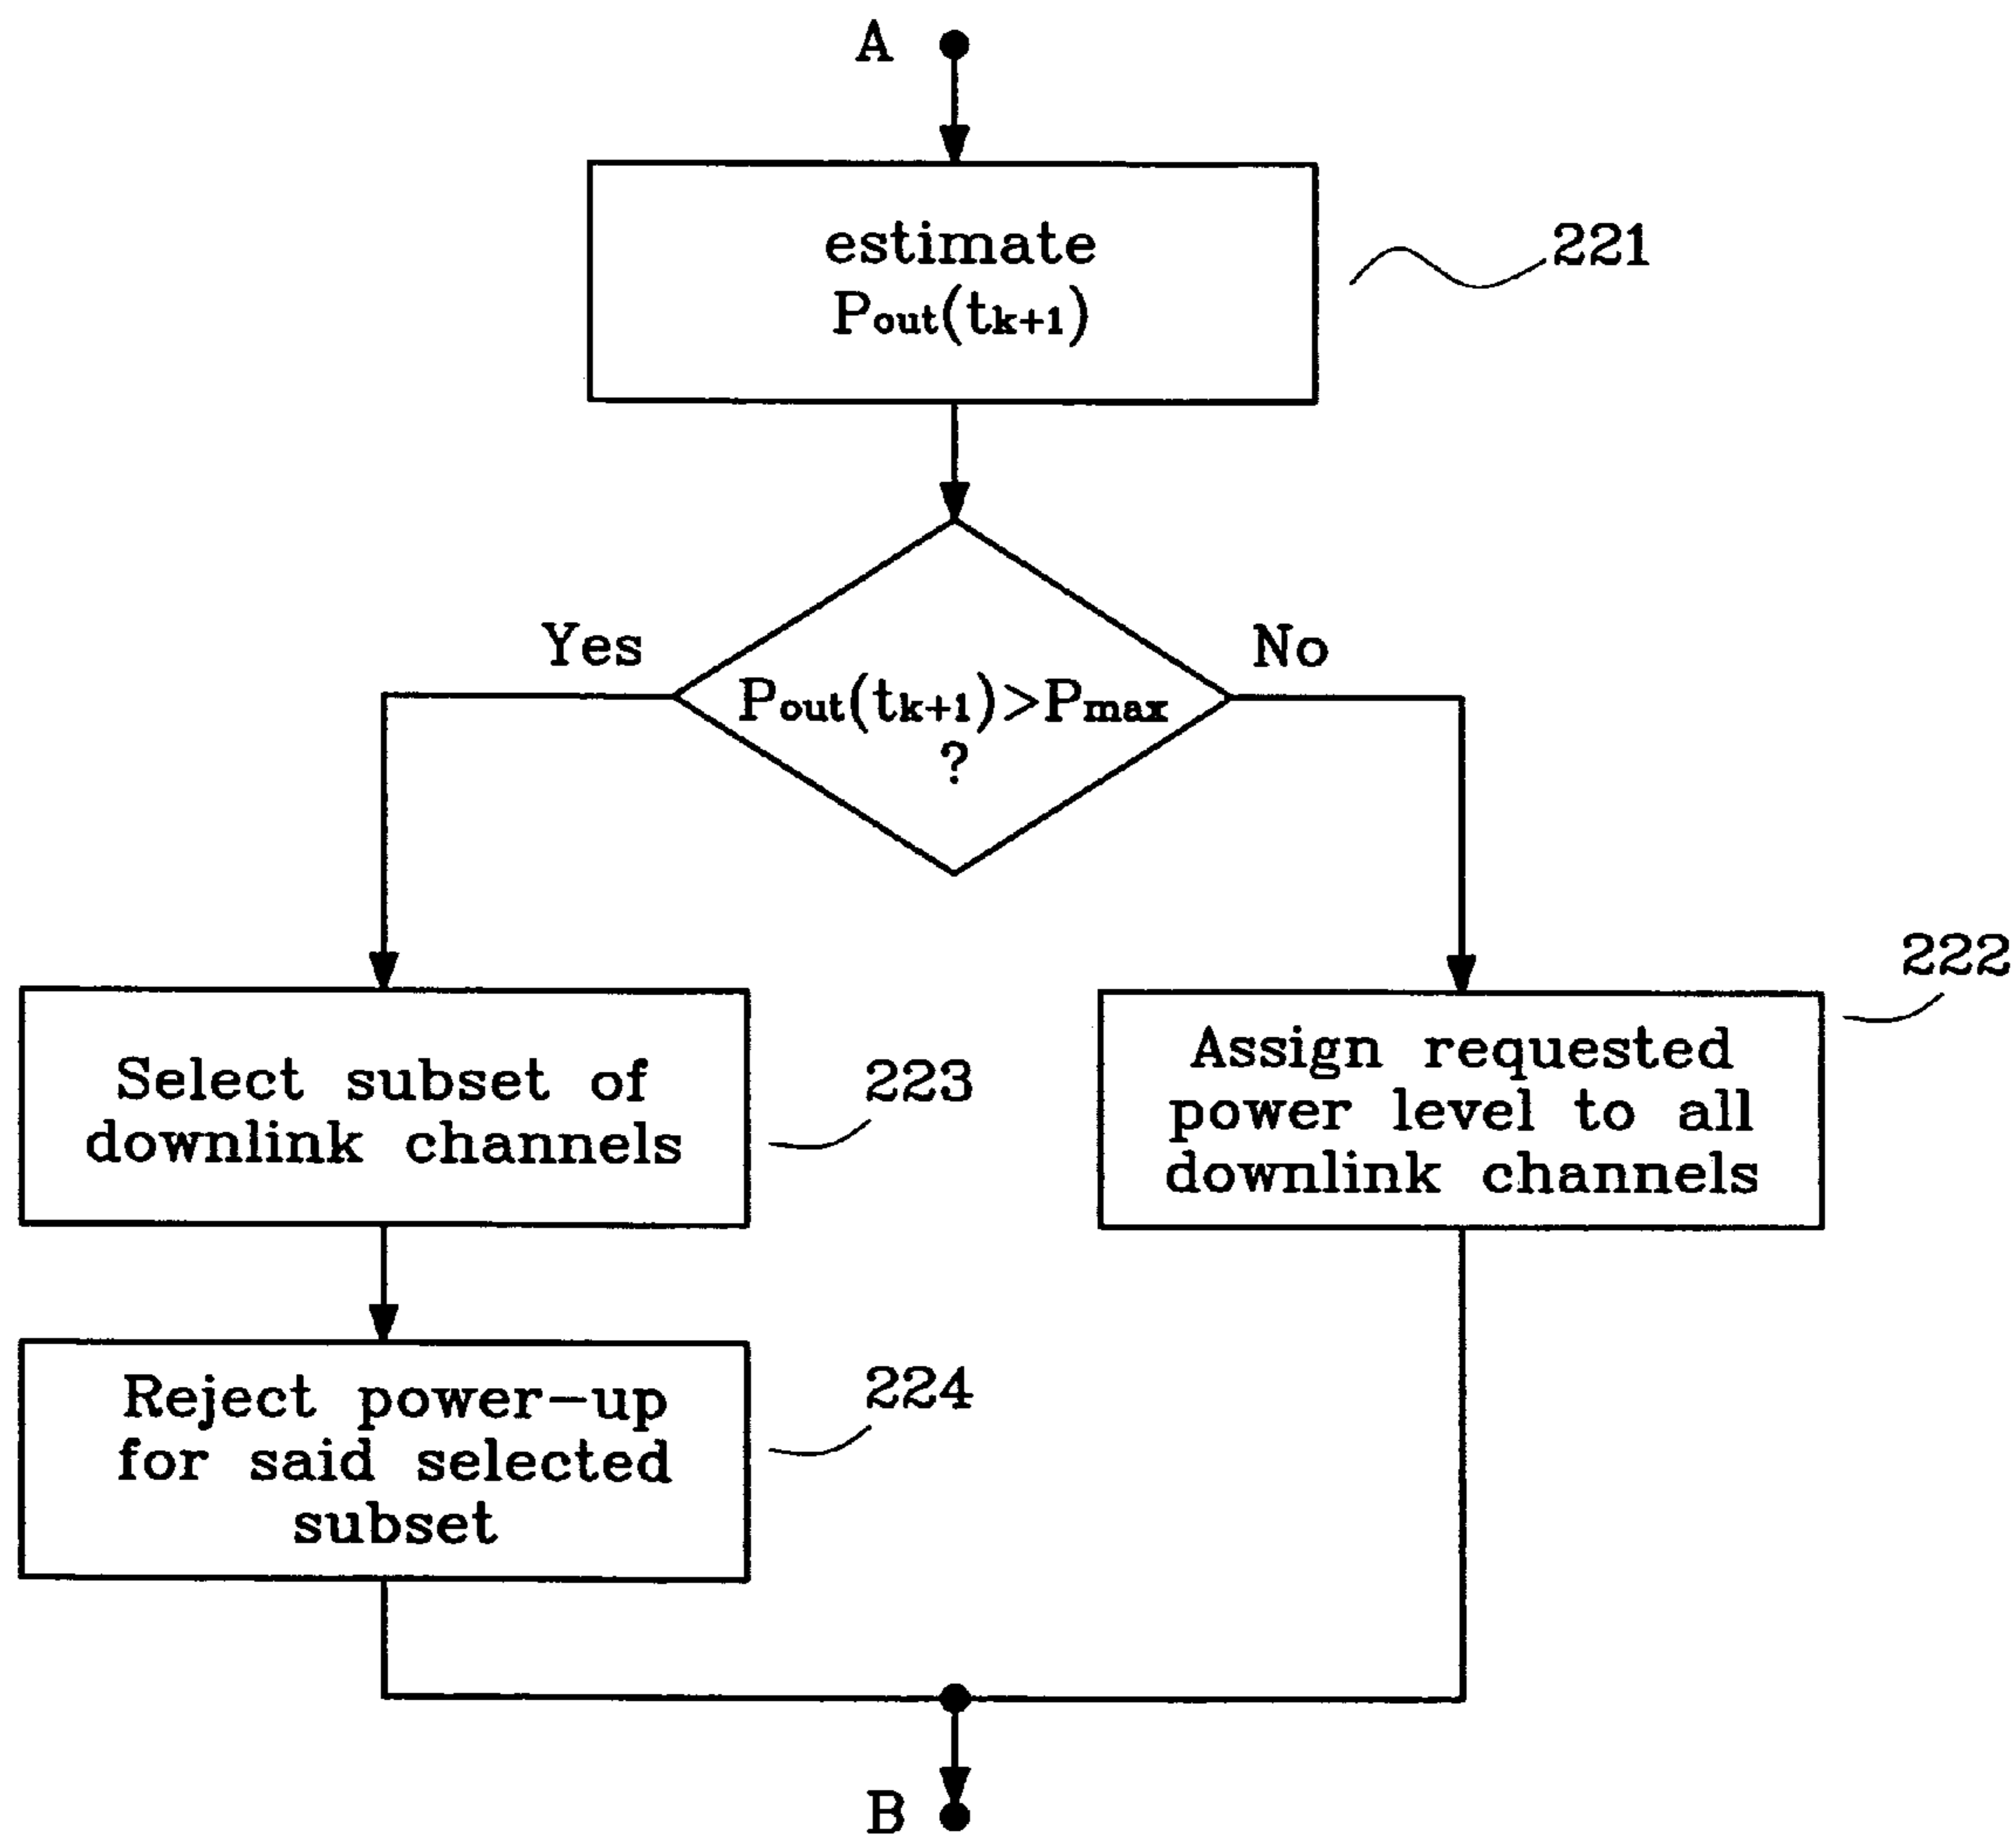 A
estimate
Pout(tk+1)
221
Yes
No
Pout(tk+1)>Pmax
?
222
Select subset of
downlink channels
223
Assign requested
power level to all
downlink channels
Reject power-up
for said selected
subset
224
B